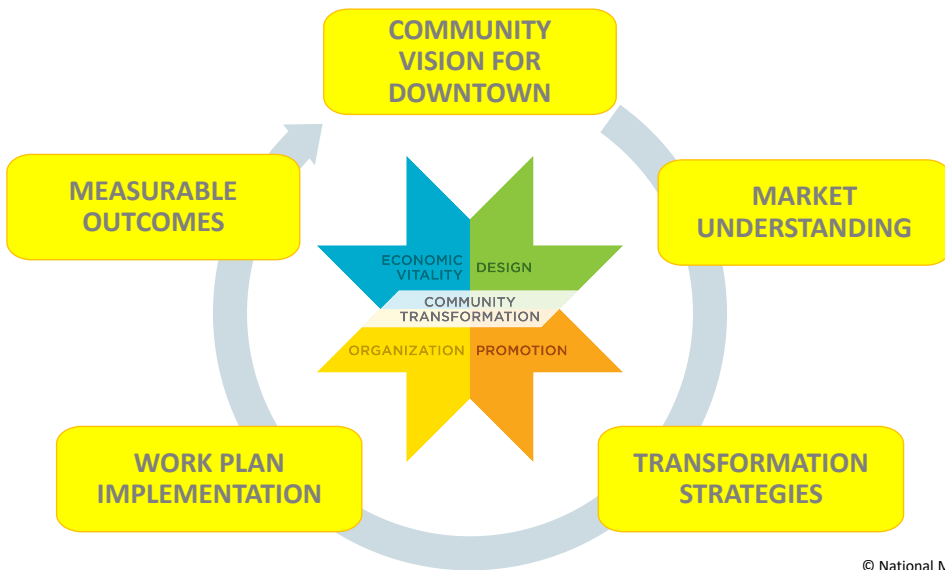 COMMUNITY
VISION FOR
DOWNTOWN
MEASURABLE
OUTCOMES
MARKET
UNDERSTANDING
ECONOMIC
VITALITY
DESIGN
COMMUNITY
TRANSFORMATION
ORGANIZATION
PROMOTION
WORK PLAN
IMPLEMENTATION
TRANSFORMATION
STRATEGIES
© National